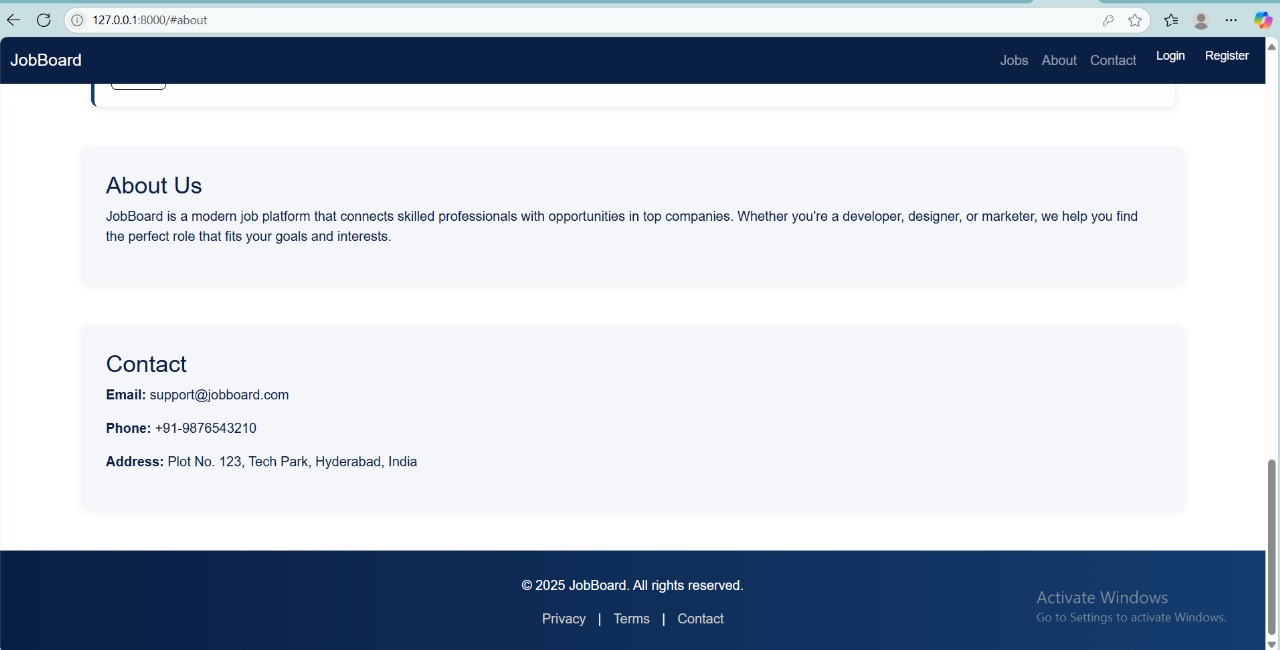 127.0.0.1:8000/#about
JobBoard
Jobs About Contact Login Register
About Us
JobBoard is a modern job platform that connects skilled professionals with opportunities in top companies. Whether you're a developer, designer, or marketer, we help you find
the perfect role that fits your goals and interests.
Contact
Email: support@jobboard.com
Phone: +91-9876543210
Address: Plot No. 123, Tech Park, Hyderabad, India
© 2025 JobBoard. All rights reserved.
Privacy | Terms | Contact
Activate Windows
Go to Settings to activate Windows.